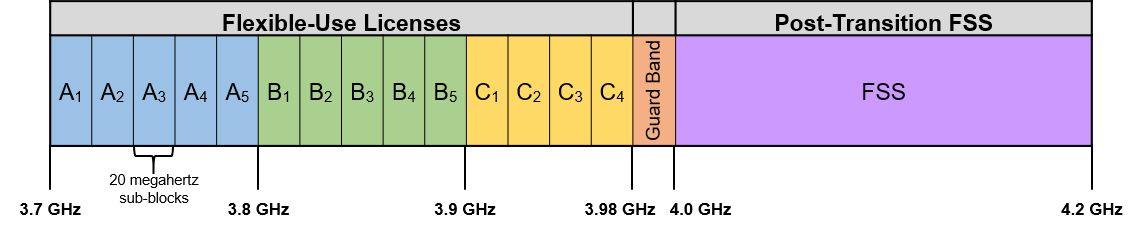 Flexible-Use Licenses Post-Transition FSS
A1 A2 A3 A4 A5 B1 B2 B3 B4 B5 C1 C2 C3 C4 Guard Band FSS
20 megahertz
sub-blocks
3.7 GHz 3.8 GHz 3.9 GHz 3.98 GHz 4.0 GHz 4.2 GHz